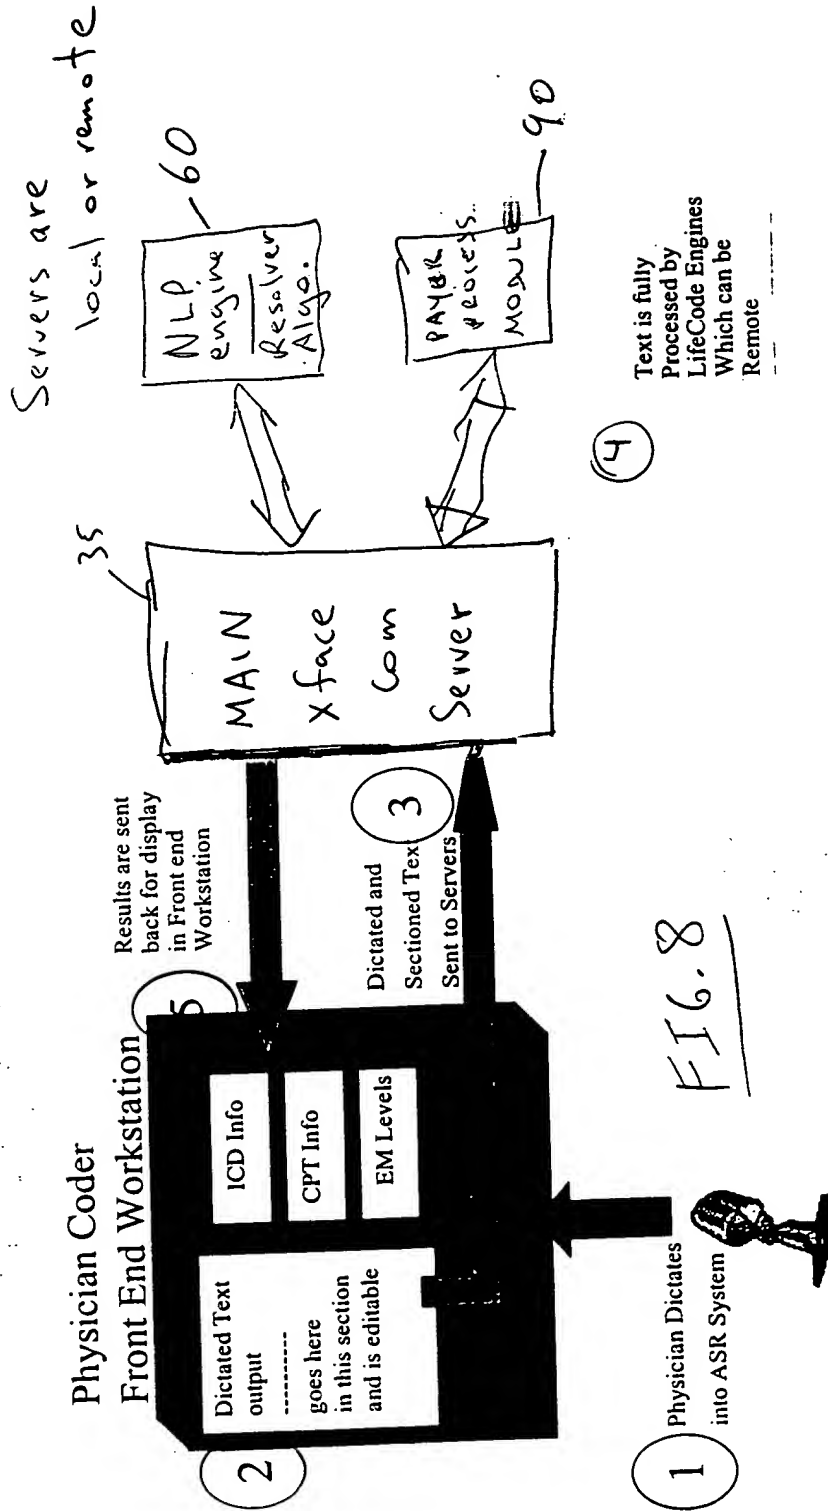 Physician Coder
Front End Workstation
2
Dictated Text
output
----------
goes here
in this section
and is editable
ICD Info
CPT Info
EM Levels
1
Physician Dictates
into ASR System
5
Results are sent
back for display
in Front end
Workstation
3
Dictated and
Sectioned Text
Sent to Servers
35
MAIN
xface
Com
Server
Servers are
local or remote
NLP
engine
Resolver
Algo.
60
PAYER
PROCESS
MODULE
90
4
Text is fully
Processed by
LifeCode Engines
Which can be
Remote
FIG. 8